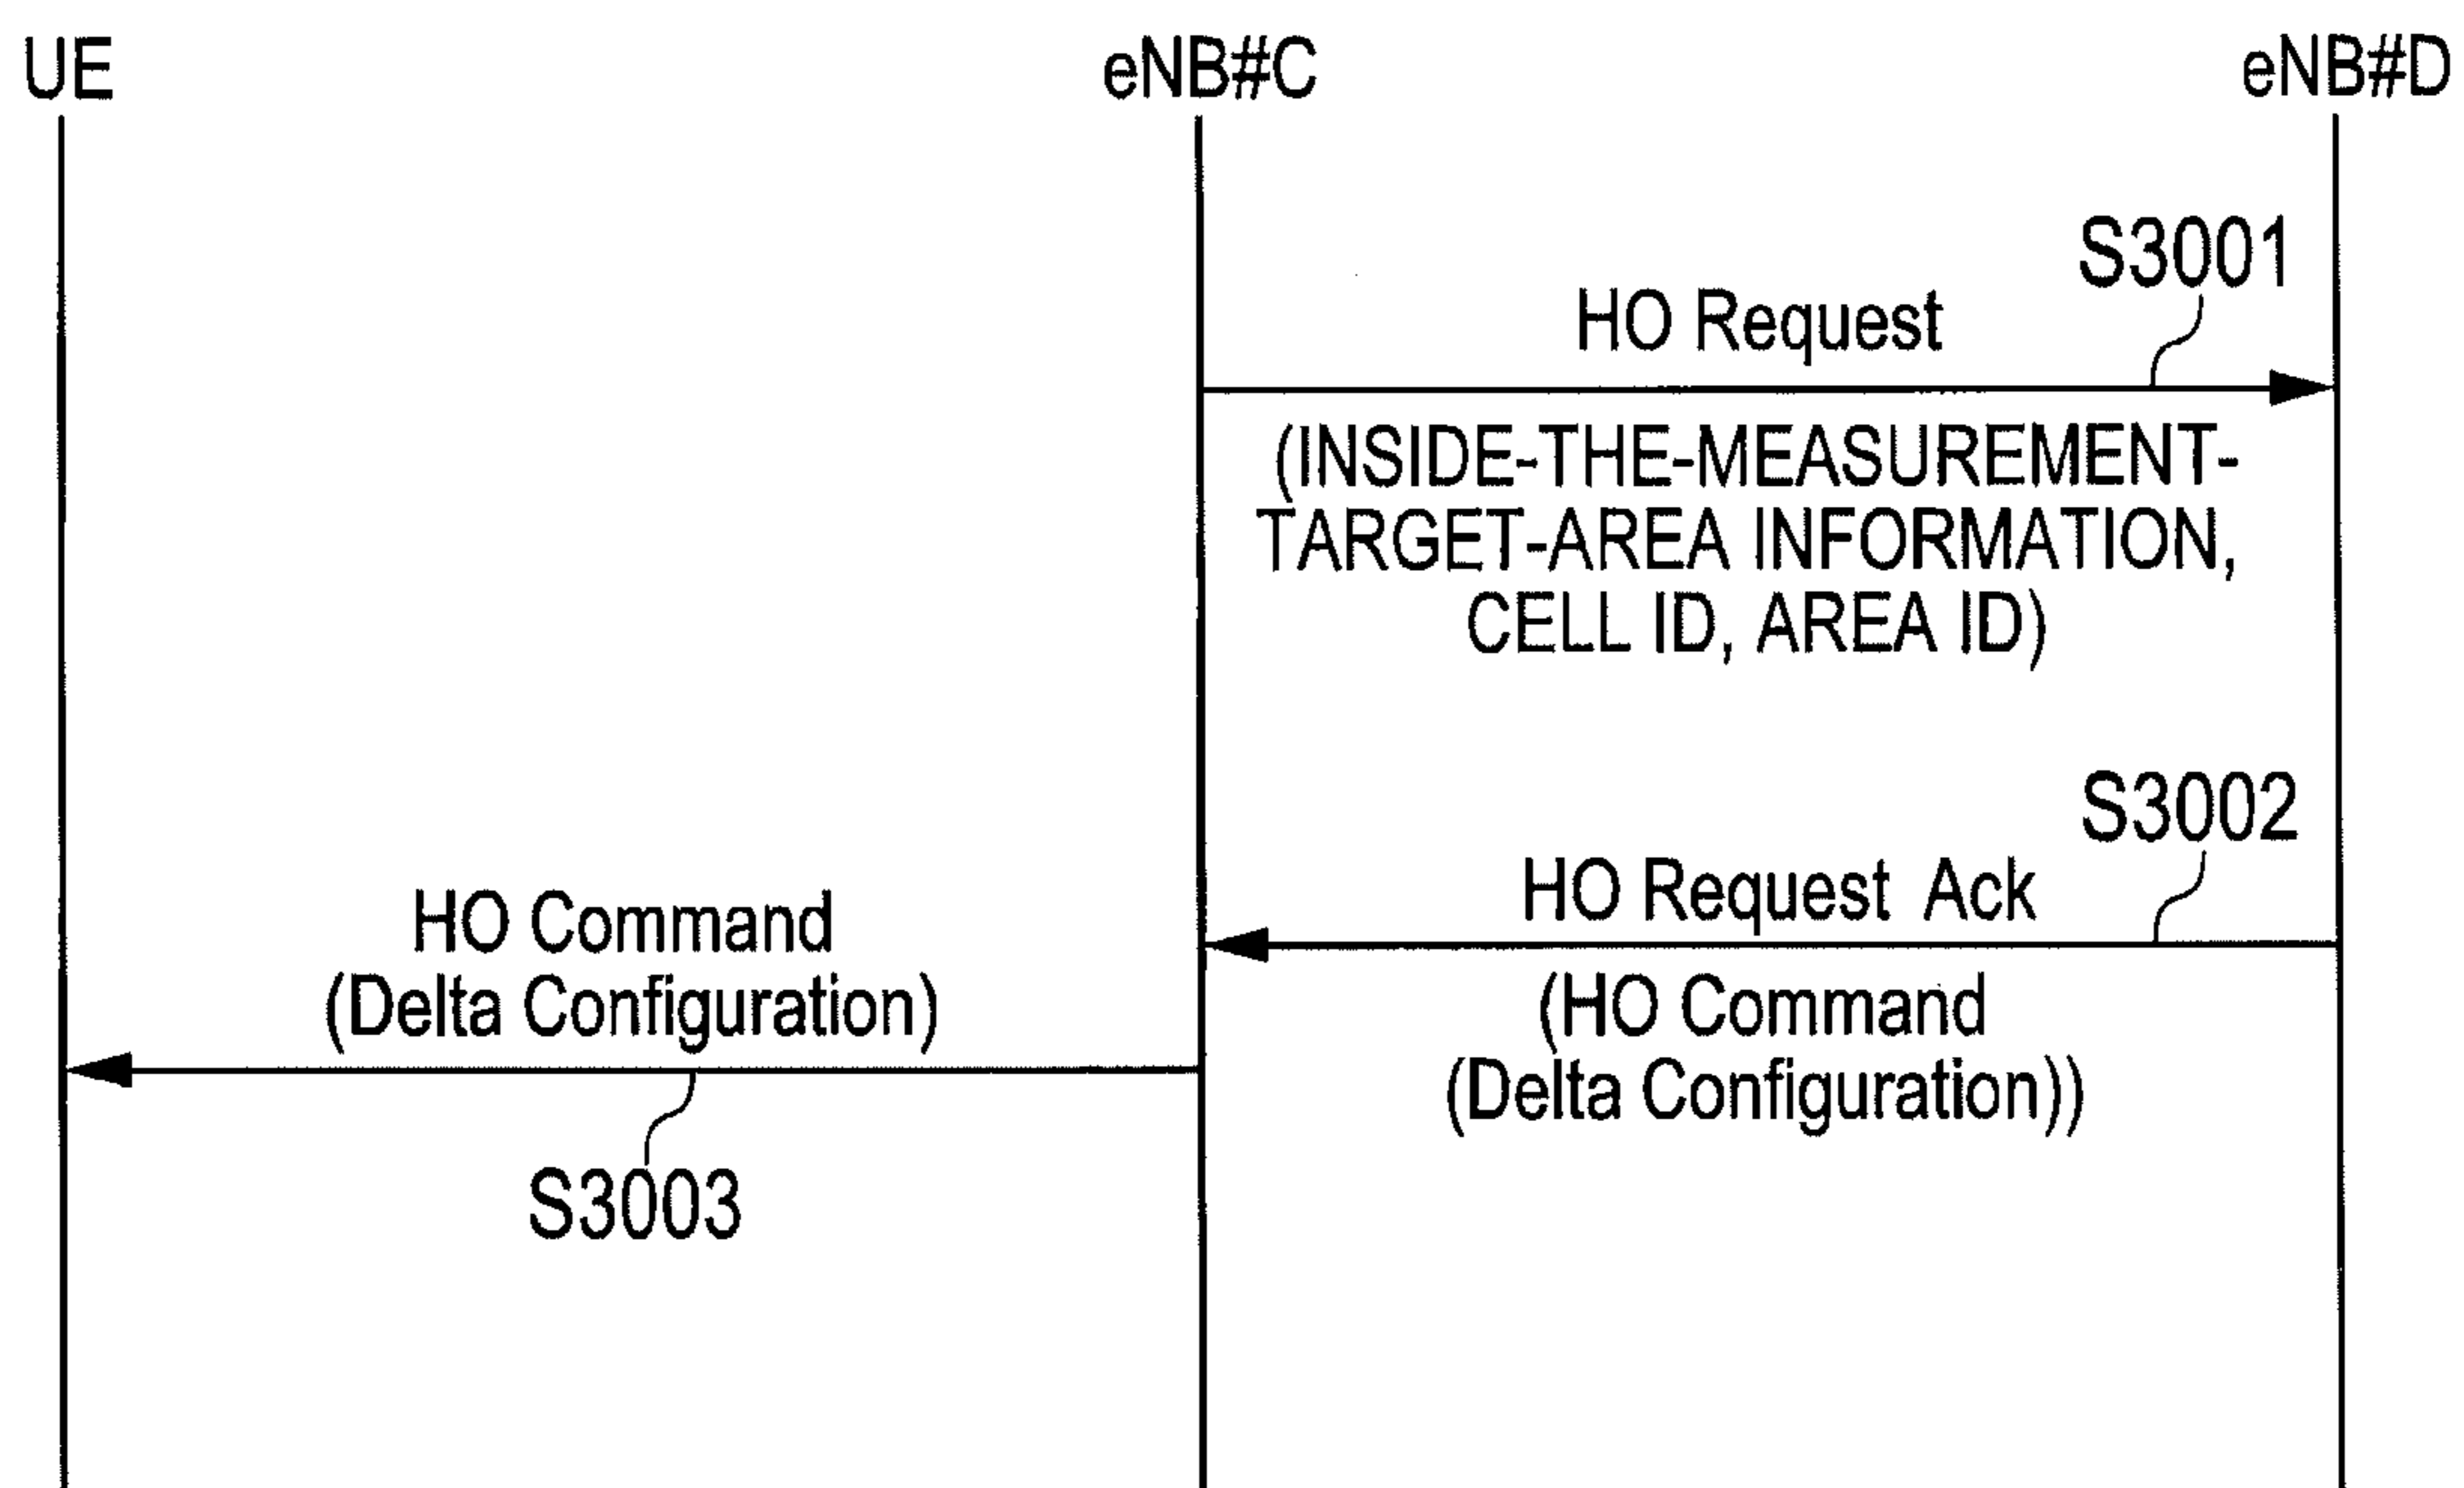 UE
eNB#C
eNB#D
S3001
HO Request
(INSIDE-THE-MEASUREMENT-
TARGET-AREA INFORMATION,
CELL ID, AREA ID)
S3002
HO Request Ack
(HO Command
(Delta Configuration))
HO Command
(Delta Configuration)
S3003